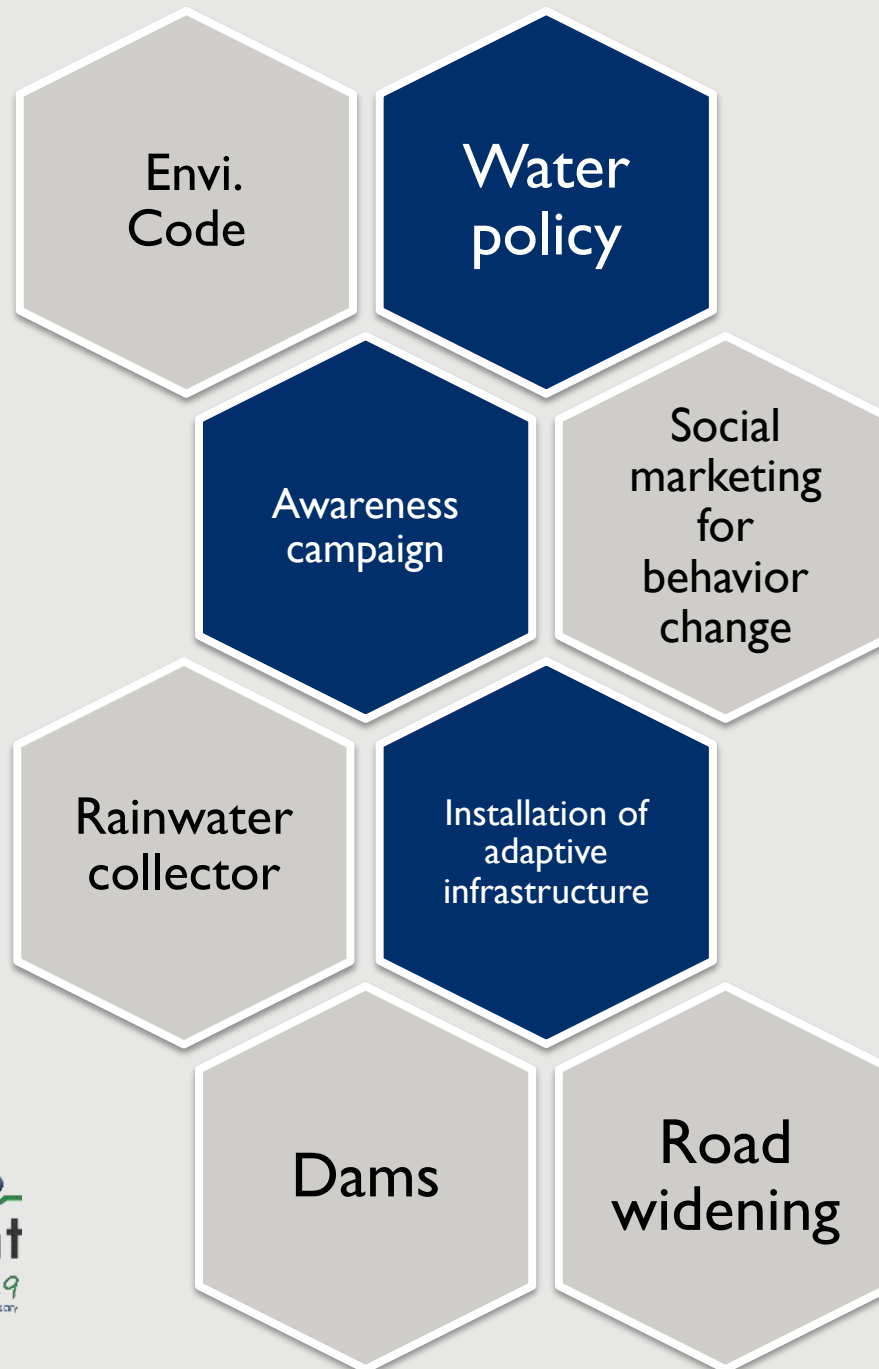 Envi.
Code
Water
policy
Awareness
campaign
Social
marketing
for
behavior
change
Rainwater
collector
Installation of
adaptive
infrastructure
Dams
Road
widening